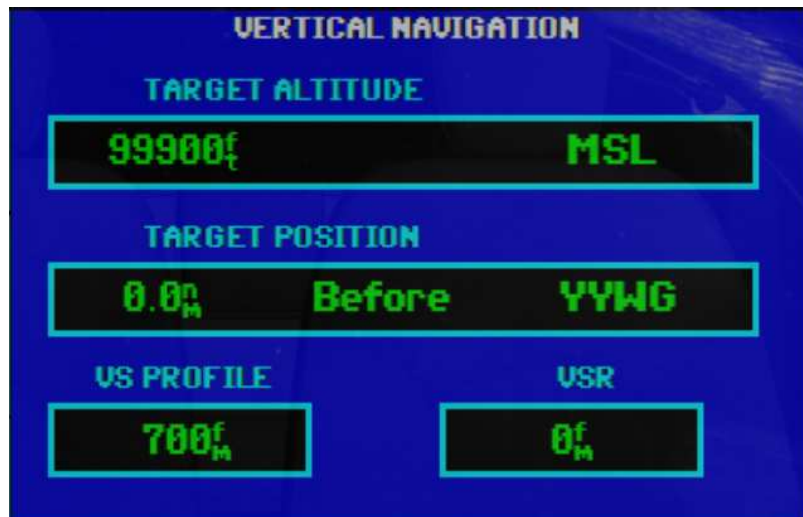 VERTICAL NAVIGATION
TARGET ALTITUDE
99900ft MSL
TARGET POSITION
0.0nM Before YYWG
VS PROFILE VSR
700fM 0fM